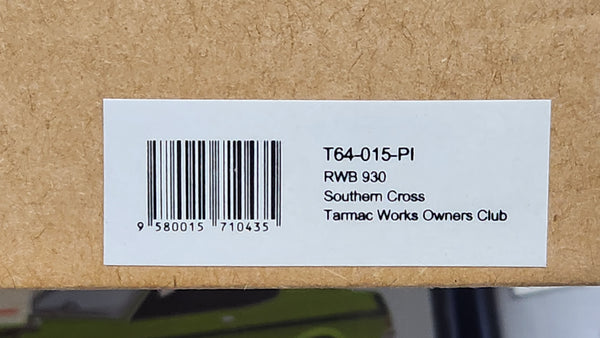 T64-015-PI
RWB 930
Southern Cross
Tarmac Works Owners Club
9 580015 710435